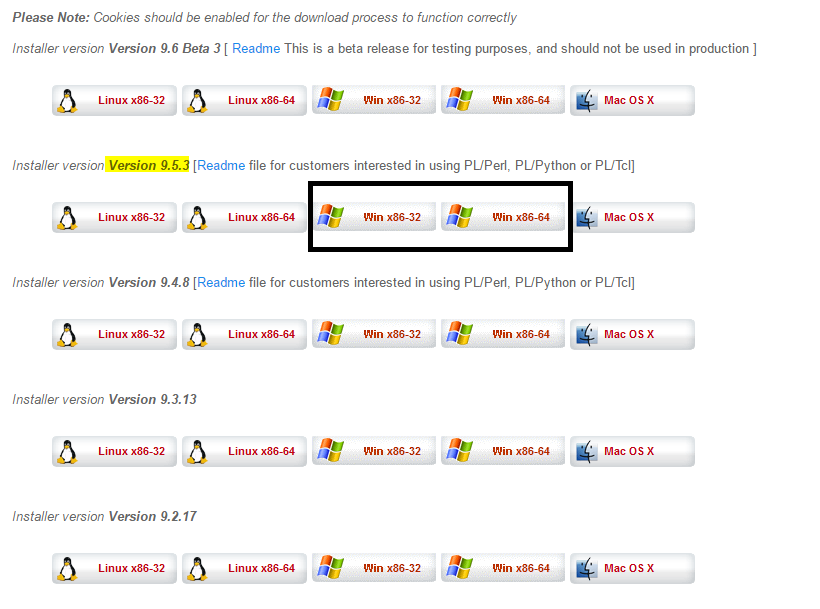 Please Note: Cookies should be enabled for the download process to function correctly
Installer version Version 9.6 Beta 3 [ Readme This is a beta release for testing purposes, and should not be used in production ]
Linux x86-32 Linux x86-64 Win x86-32 Win x86-64 Mac OS X
Installer version Version 9.5.3 [Readme file for customers interested in using PL/Perl, PL/Python or PL/Tcl]
Linux x86-32 Linux x86-64 Win x86-32 Win x86-64 Mac OS X
Installer version Version 9.4.8 [Readme file for customers interested in using PL/Perl, PL/Python or PL/Tcl]
Linux x86-32 Linux x86-64 Win x86-32 Win x86-64 Mac OS X
Installer version Version 9.3.13
Linux x86-32 Linux x86-64 Win x86-32 Win x86-64 Mac OS X
Installer version Version 9.2.17
Linux x86-32 Linux x86-64 Win x86-32 Win x86-64 Mac OS X